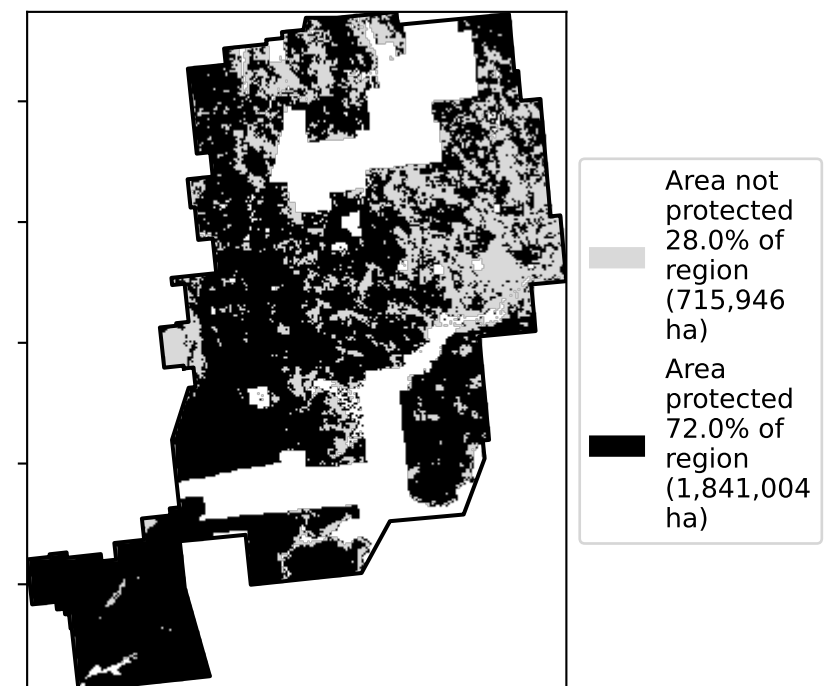 Area not
protected
28.0% of
region
(715,946
ha)
Area
protected
72.0% of
region
(1,841,004
ha)